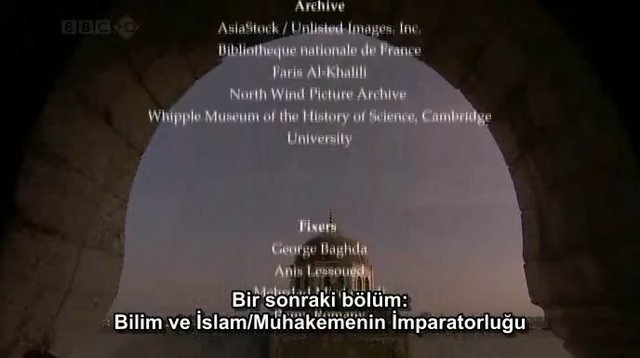 BBC HD
Archive
AsiaStock / Unlisted Images, Inc.
Bibliotheque nationale de France
Faris Al-Khalili
North Wind Picture Archive
Whipple Museum of the History of Science, Cambridge
University
Fixers
George Baghda
Anis Lessoued
Bir sonraki bölüm:
Bilim ve İslam/Muhakemenin İmparatorluğu